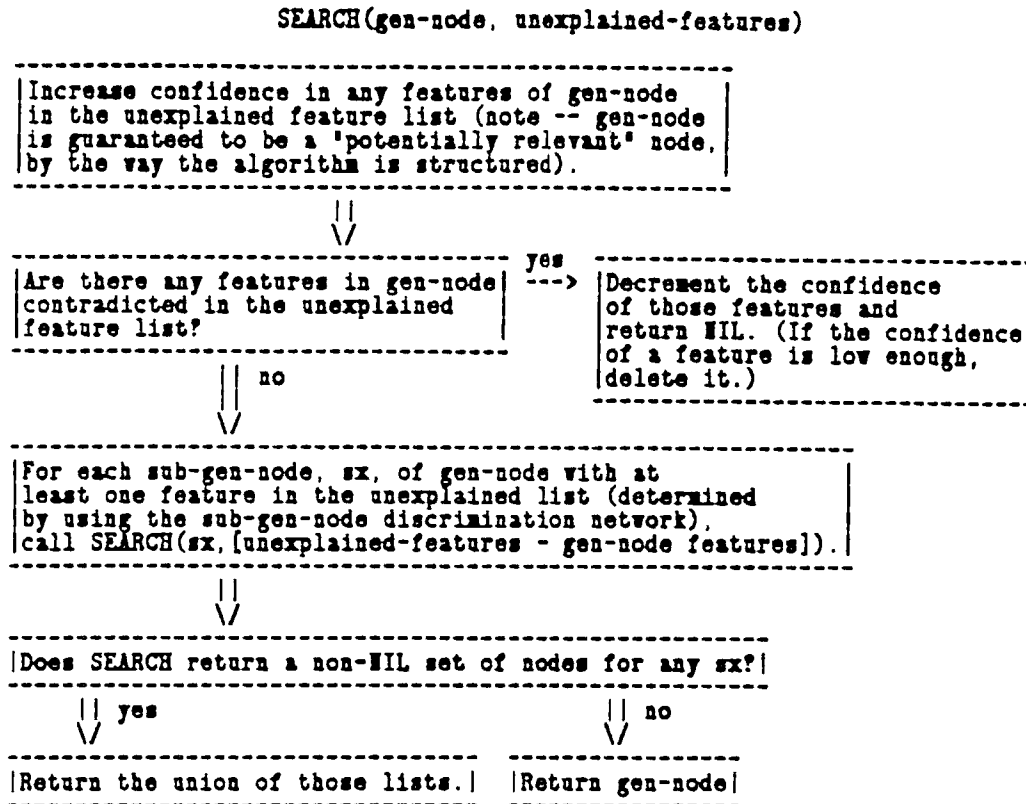 SEARCH(gen-node, unexplained-features)
Increase confidence in any features of gen-node
in the unexplained feature list (note -- gen-node
is guaranteed to be a "potentially relevant" node,
by the way the algorithm is structured).
Are there any features in gen-node
contradicted in the unexplained
feature list?
yes
--->
Decrement the confidence
of those features and
return NIL. (If the confidence
of a feature is low enough,
delete it.)
no
For each sub-gen-node, sx, of gen-node with at
least one feature in the unexplained list (determined
by using the sub-gen-node discrimination network),
call SEARCH(sx,[unexplained-features - gen-node features]).
Does SEARCH return a non-NIL set of nodes for any sx?
yes
no
Return the union of those lists.
Return gen-node